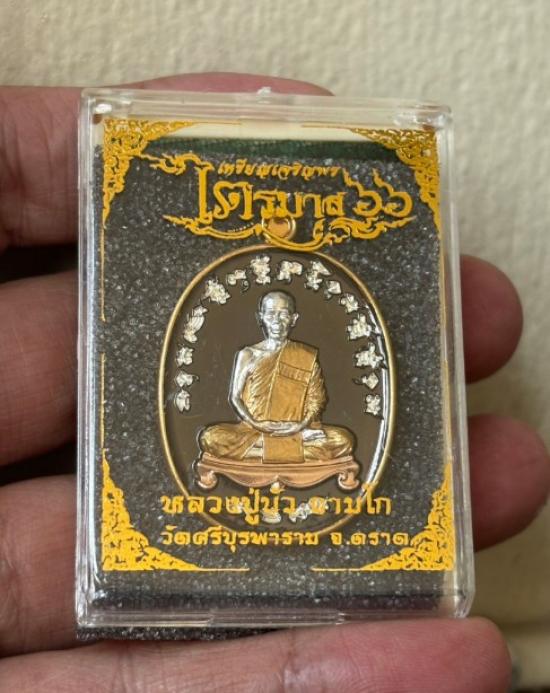 เหรียญเจริญพร
ไตรมาส ๖๖
หลวงปู่บัว ถามโก
วัดศรีบุรพาราม จ.ตราด